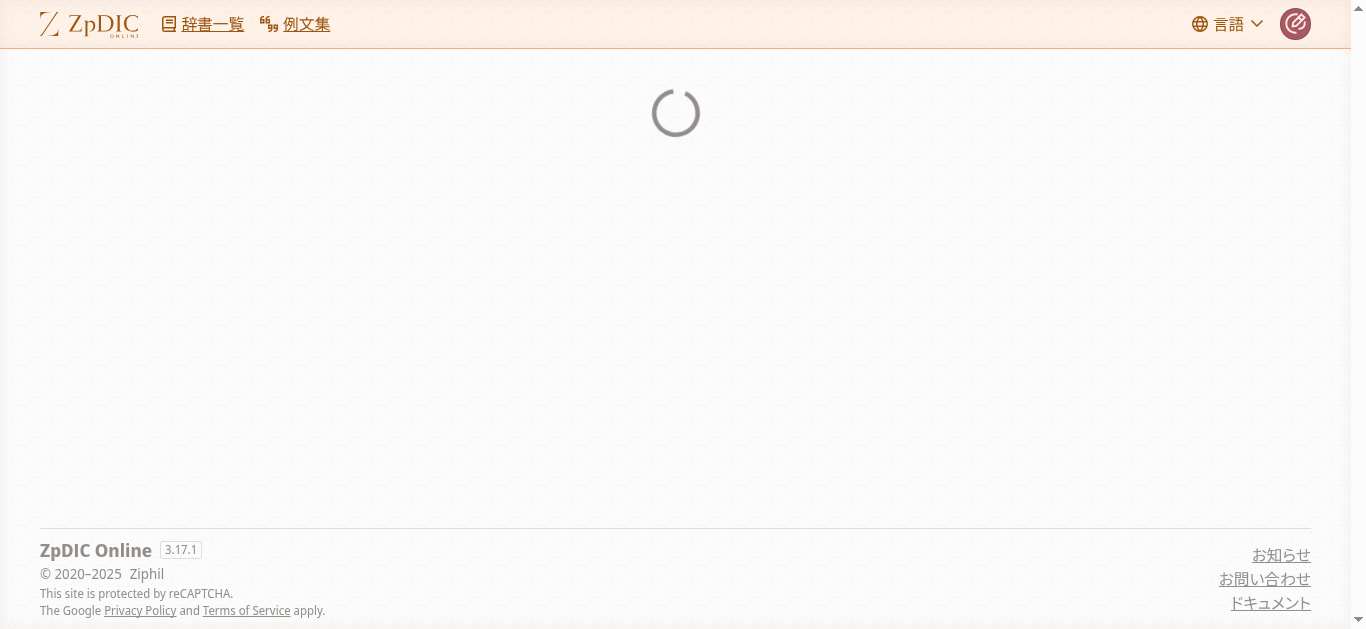 ZpDIC ONLINE 辞書一覧 例文集 言語
ZpDIC Online 3.17.1
© 2020–2025 Ziphil
This site is protected by reCAPTCHA.
The Google Privacy Policy and Terms of Service apply.
お知らせ
お問い合わせ
ドキュメント